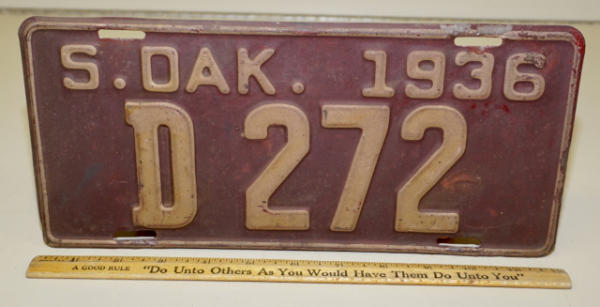 S.DAK. 1936
D 272
A GOOD RULE "Do Unto Others As You Would Have Them Do Unto You"